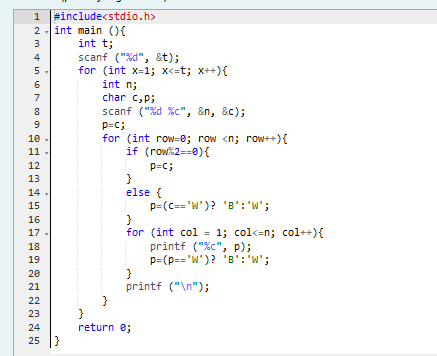 1 #include<stdio.h>
2 int main (){
3     int t;
4     scanf ("%d", &t);
5     for (int x=1; x<=t; x++){
6         int n;
7         char c,p;
8         scanf ("%d %c", &n, &c);
9         p=c;
10         for (int row=0; row <n; row++){
11             if (row%2==0){
12                 p=c;
13             }
14             else {
15                 p=(c=='W')? 'B':'W';
16             }
17             for (int col = 1; col<=n; col++){
18                 printf ("%c", p);
19                 p=(p=='W')? 'B':'W';
20             }
21             printf ("\n");
22         }
23     }
24     return 0;
25 }